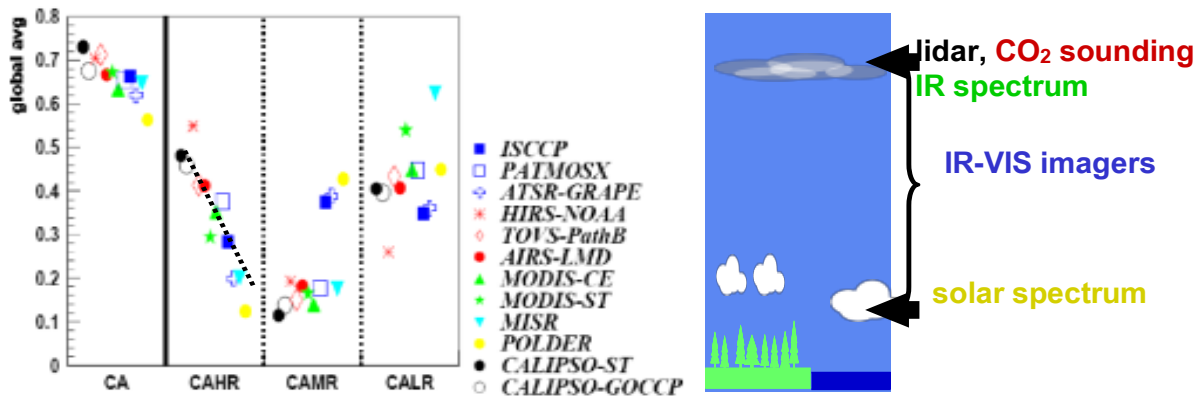 global avg
0.8
0.7
0.6
0.5
0.4
0.3
0.2
0.1
0
CA CAHR CAMR CALR
ISCCP
PATMOSX
ATSR-GRAPE
HIRS-NOAA
TOVS-PathB
AIRS-LMD
MODIS-CE
MODIS-ST
MISR
POLDER
CALIPSO-ST
CALIPSO-GOCCP
lidar, CO₂ sounding
IR spectrum
IR-VIS imagers
solar spectrum